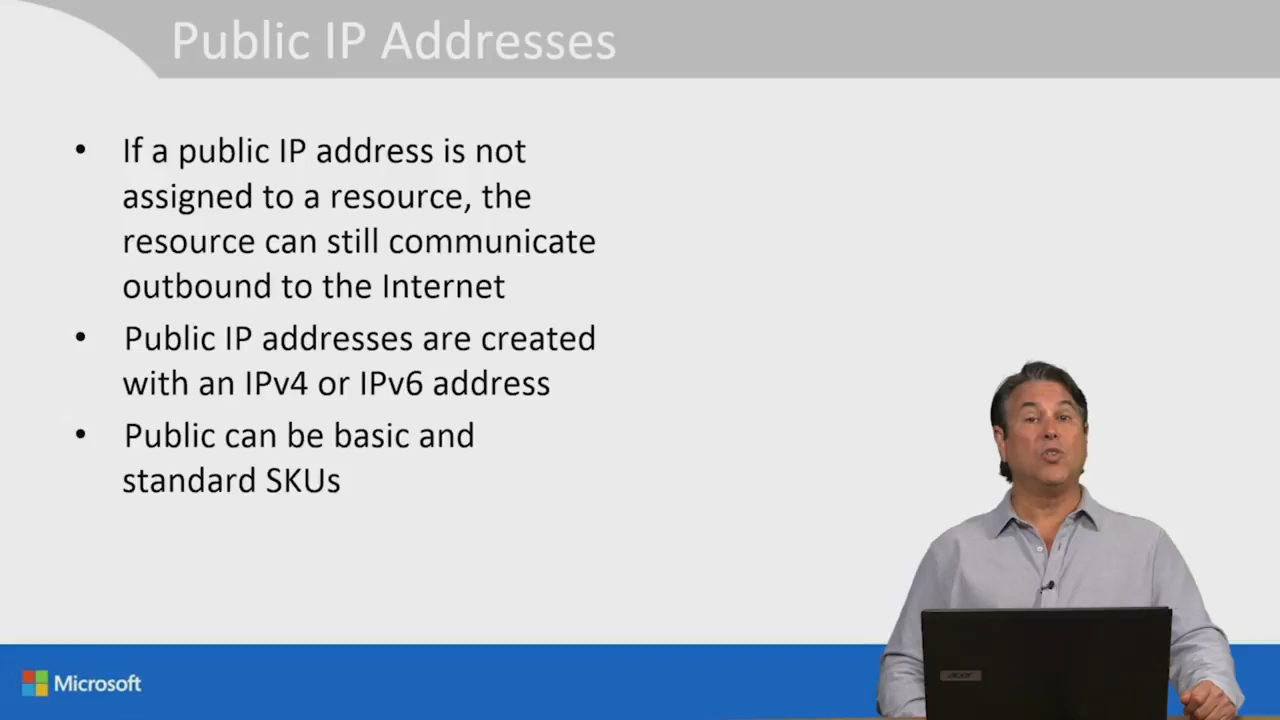 Public IP Addresses
• If a public IP address is not
assigned to a resource, the
resource can still communicate
outbound to the Internet
• Public IP addresses are created
with an IPv4 or IPv6 address
• Public can be basic and
standard SKUs
Microsoft
acer